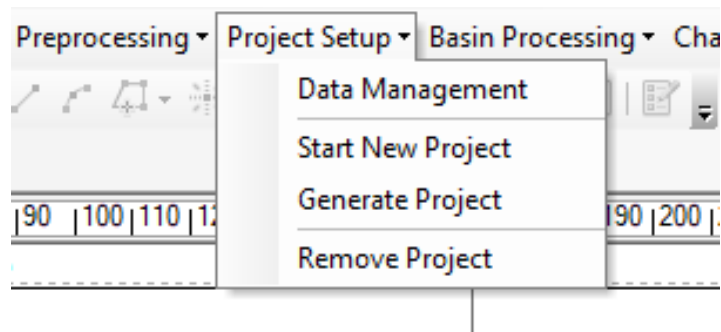 Preprocessing Project Setup Basin Processing Cha
Data Management
Start New Project
Generate Project
90 100 110 190 200
Remove Project